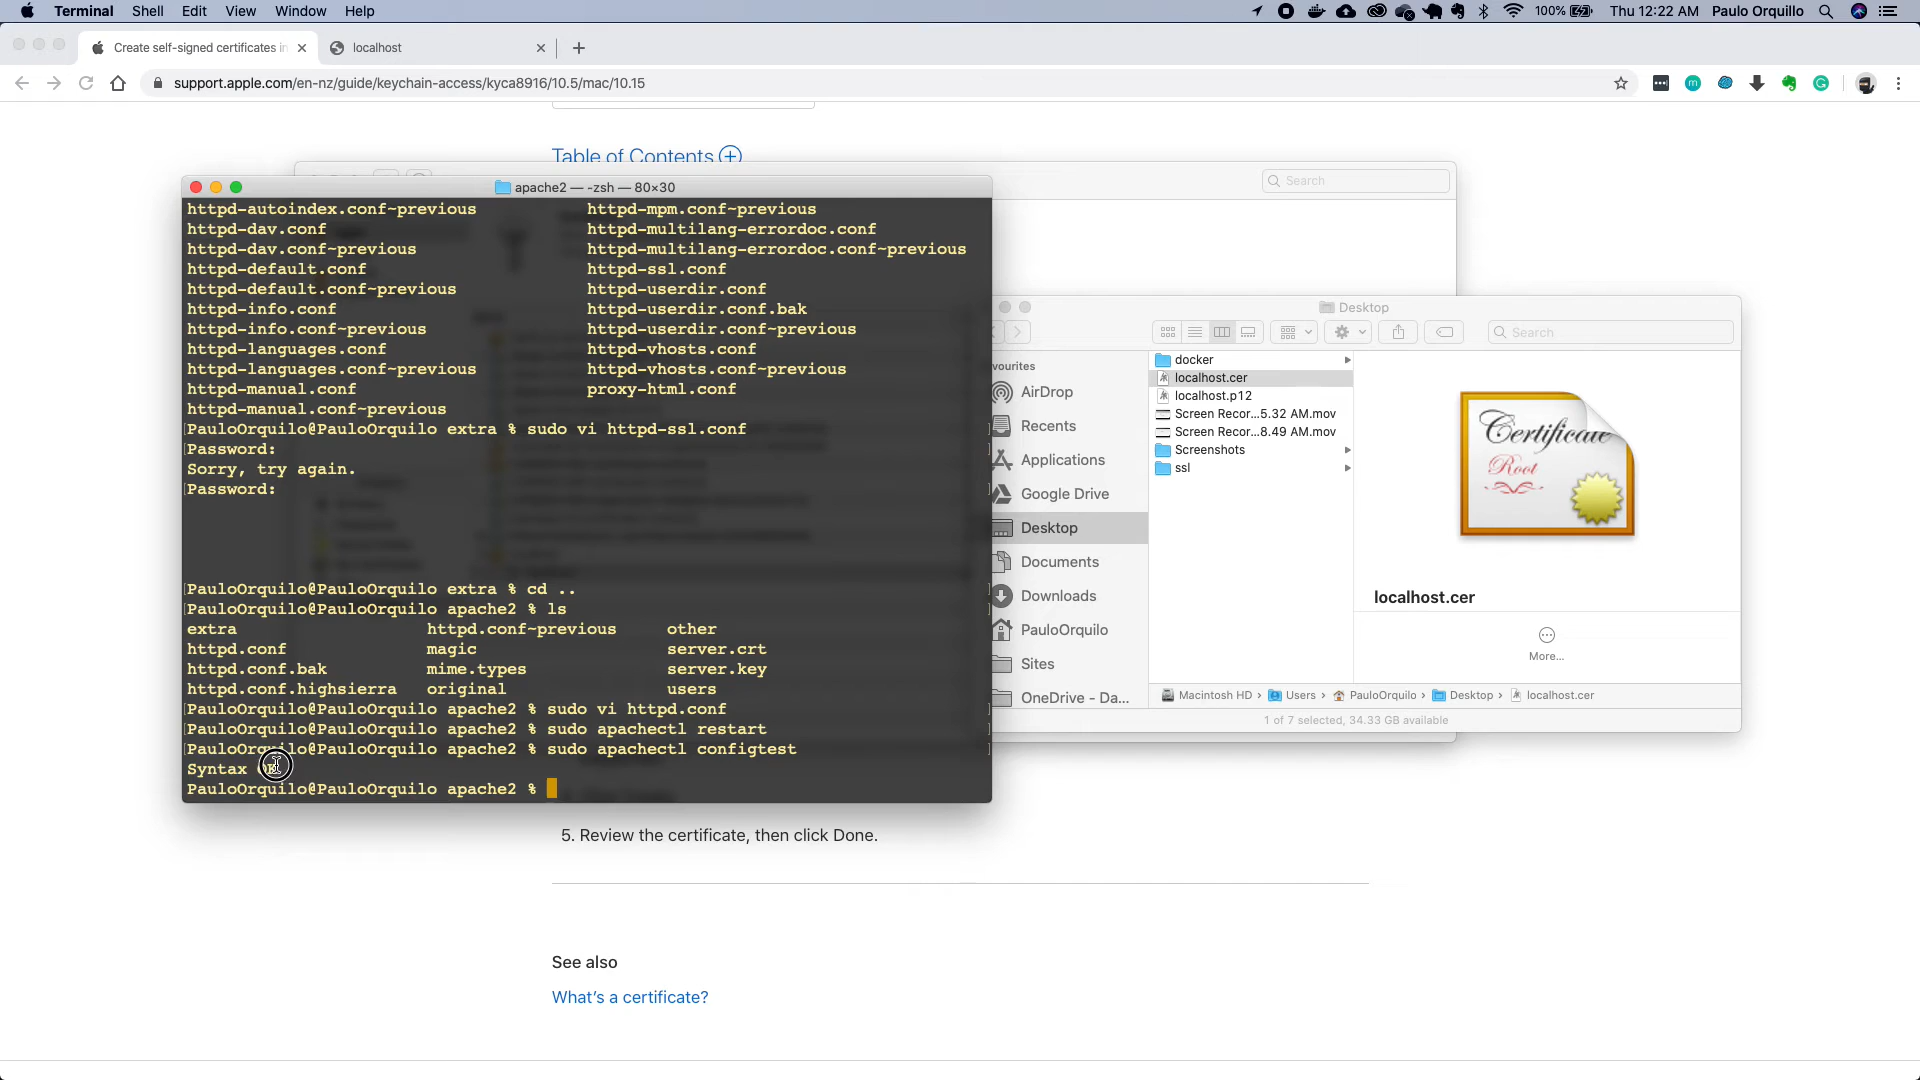 Terminal Shell Edit View Window Help 100% Thu 12:22 AM Paulo Orquillo
Create self-signed certificates in
localhost
support.apple.com/en-nz/guide/keychain-access/kyca8916/10.5/mac/10.15
Table of Contents
Search
apache2 — -zsh — 80×30
httpd-autoindex.conf~previous httpd-mpm.conf~previous
httpd-dav.conf httpd-multilang-errordoc.conf
httpd-dav.conf~previous httpd-multilang-errordoc.conf~previous
httpd-default.conf httpd-ssl.conf
httpd-default.conf~previous httpd-userdir.conf
httpd-info.conf httpd-userdir.conf.bak
httpd-info.conf~previous httpd-userdir.conf~previous
httpd-languages.conf httpd-vhosts.conf
httpd-languages.conf~previous httpd-vhosts.conf~previous
httpd-manual.conf proxy-html.conf
httpd-manual.conf~previous
PauloOrquilo@PauloOrquilo extra % sudo vi httpd-ssl.conf
Password:
Sorry, try again.
Password:
PauloOrquilo@PauloOrquilo extra % cd ..
PauloOrquilo@PauloOrquilo apache2 % ls
extra httpd.conf~previous other
httpd.conf magic server.crt
httpd.conf.bak mime.types server.key
httpd.conf.highsierra original users
PauloOrquilo@PauloOrquilo apache2 % sudo vi httpd.conf
PauloOrquilo@PauloOrquilo apache2 % sudo apachectl restart
PauloOrquilo@PauloOrquilo apache2 % sudo apachectl configtest
Syntax OK
PauloOrquilo@PauloOrquilo apache2 %
Desktop
Search
vourites
AirDrop
Recents
Applications
Google Drive
Desktop
Documents
Downloads
PauloOrquilo
Sites
OneDrive - Da...
docker
localhost.cer
localhost.p12
Screen Recor...5.32 AM.mov
Screen Recor...8.49 AM.mov
Screenshots
ssl
Certificate
Root
localhost.cer
More...
Macintosh HD Users PauloOrquilo Desktop localhost.cer
1 of 7 selected, 34.33 GB available
5. Review the certificate, then click Done.
See also
What's a certificate?